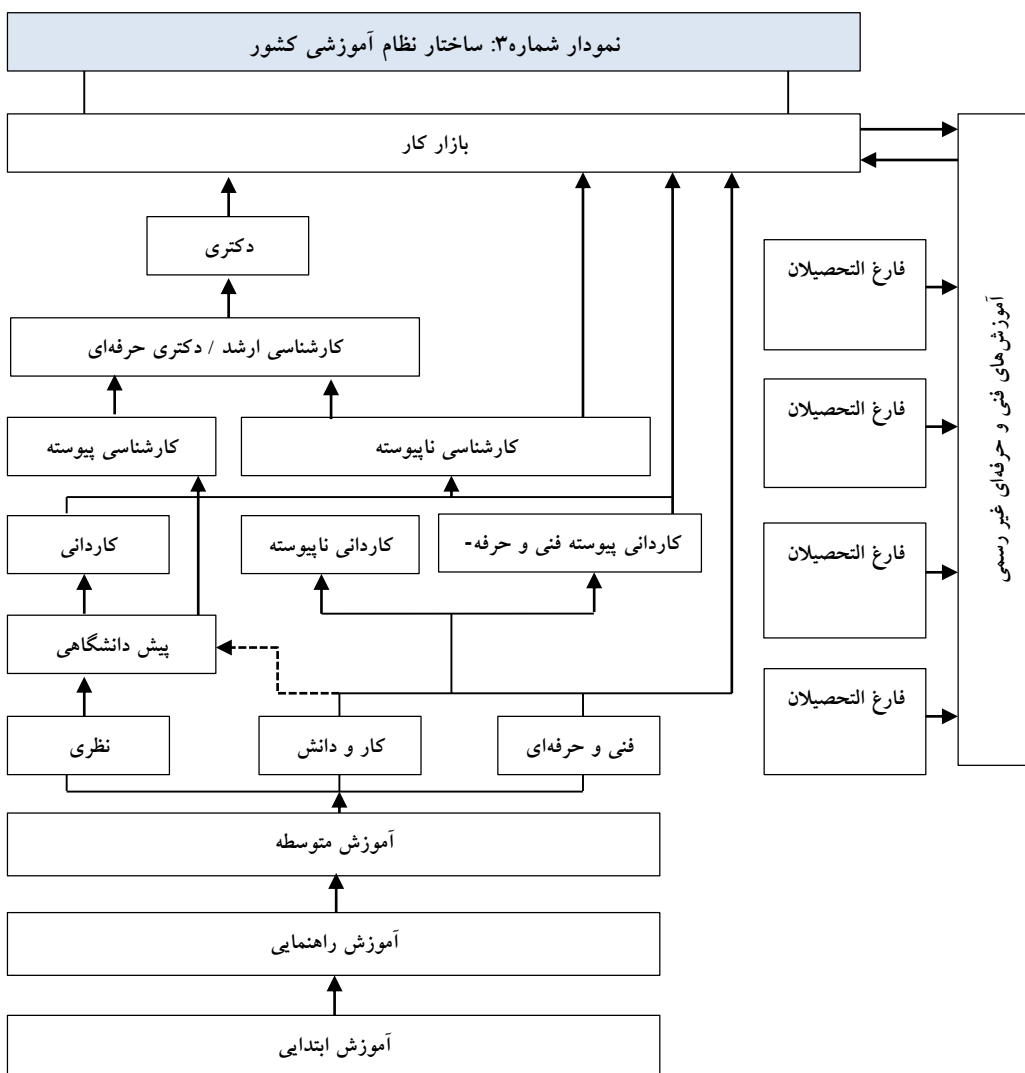 نمودار شماره۳: ساختار نظام آموزشی کشور
بازار کار
دکتری
فارغ التحصیلان
کارشناسی ارشد / دکتری حرفه‌ای
فارغ التحصیلان
کارشناسی ناپیوسته
کارشناسی پیوسته
کاردانی پیوسته فنی و حرفه-
کاردانی ناپیوسته
کاردانی
فارغ التحصیلان
پیش دانشگاهی
فارغ التحصیلان
فنی و حرفه‌ای
کار و دانش
نظری
آموزش متوسطه
آموزش راهنمایی
آموزش ابتدایی
آموزش‌های فنی و حرفه‌ای غیر رسمی